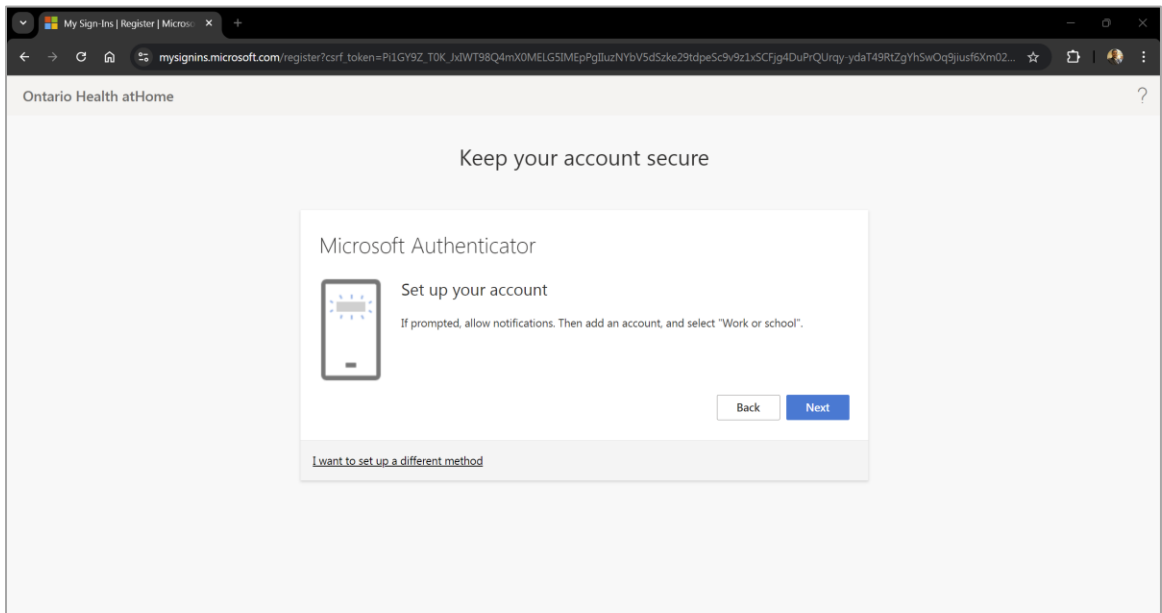 My Sign-Ins | Register | Microsc
mysignins.microsoft.com/register?csrf_token=Pi1GY9Z_T0K_JxIWT98Q4mX0MELG5IMEpPgIluzNYbV5dSzke29tdpeSc9v9z1xSCFjg4DuPrQUrqy-ydaT49RtZgYhSwOq9jiusf6Xm02...
Ontario Health atHome
?
Keep your account secure
Microsoft Authenticator
Set up your account
If prompted, allow notifications. Then add an account, and select "Work or school".
Back
Next
I want to set up a different method